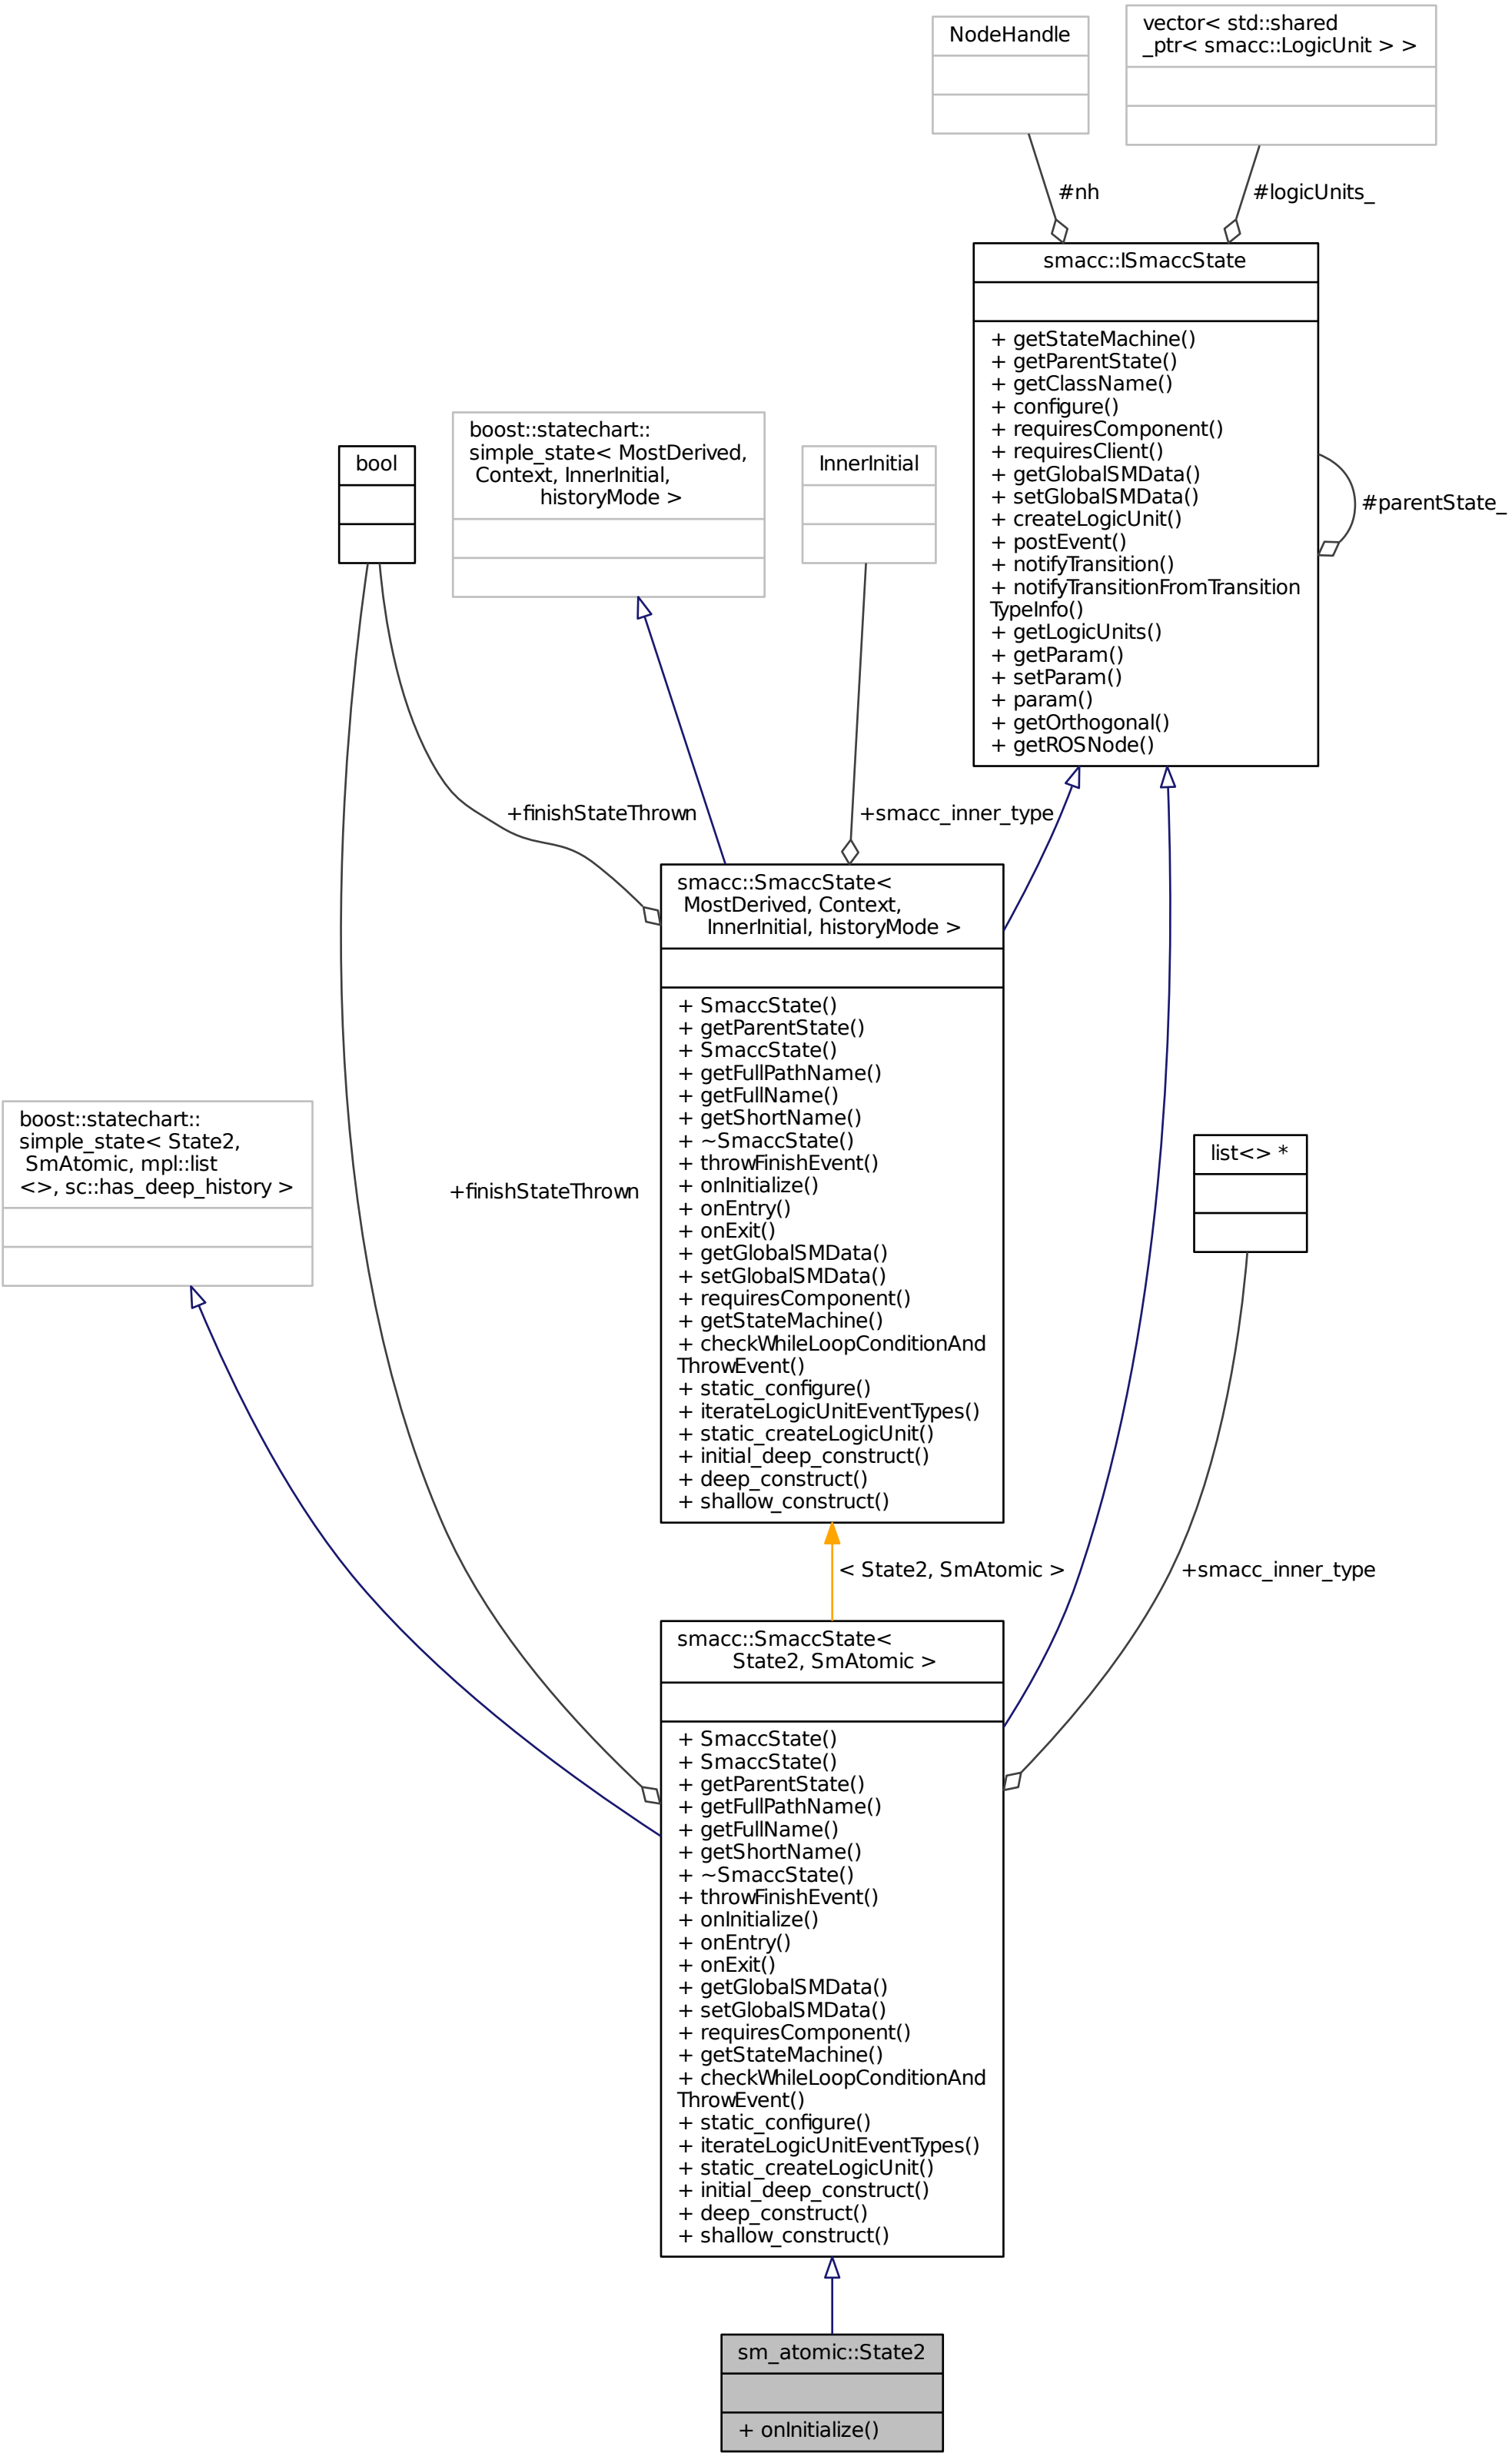 NodeHandle
vector< std::shared
_ptr< smacc::LogicUnit > >
#nh
#logicUnits_
smacc::ISmaccState
+ getStateMachine()
+ getParentState()
+ getClassName()
+ configure()
+ requiresComponent()
+ requiresClient()
+ getGlobalSMData()
+ setGlobalSMData()
+ createLogicUnit()
+ postEvent()
+ notifyTransition()
+ notifyTransitionFromTransition
TypeInfo()
+ getLogicUnits()
+ getParam()
+ setParam()
+ param()
+ getOrthogonal()
+ getROSNode()
#parentState_
bool
boost::statechart::
simple_state< MostDerived,
Context, InnerInitial,
historyMode >
InnerInitial
+finishStateThrown
+smacc_inner_type
smacc::SmaccState<
MostDerived, Context,
InnerInitial, historyMode >
+ SmaccState()
+ getParentState()
+ SmaccState()
+ getFullPathName()
+ getFullName()
+ getShortName()
+ ~SmaccState()
+ throwFinishEvent()
+ onInitialize()
+ onEntry()
+ onExit()
+ getGlobalSMData()
+ setGlobalSMData()
+ requiresComponent()
+ getStateMachine()
+ checkWhileLoopConditionAnd
ThrowEvent()
+ static_configure()
+ iterateLogicUnitEventTypes()
+ static_createLogicUnit()
+ initial_deep_construct()
+ deep_construct()
+ shallow_construct()
boost::statechart::
simple_state< State2,
SmAtomic, mpl::list
<>, sc::has_deep_history >
+finishStateThrown
list<> *
< State2, SmAtomic >
+smacc_inner_type
smacc::SmaccState<
State2, SmAtomic >
+ SmaccState()
+ SmaccState()
+ getParentState()
+ getFullPathName()
+ getFullName()
+ getShortName()
+ ~SmaccState()
+ throwFinishEvent()
+ onInitialize()
+ onEntry()
+ onExit()
+ getGlobalSMData()
+ setGlobalSMData()
+ requiresComponent()
+ getStateMachine()
+ checkWhileLoopConditionAnd
ThrowEvent()
+ static_configure()
+ iterateLogicUnitEventTypes()
+ static_createLogicUnit()
+ initial_deep_construct()
+ deep_construct()
+ shallow_construct()
sm_atomic::State2
+ onInitialize()